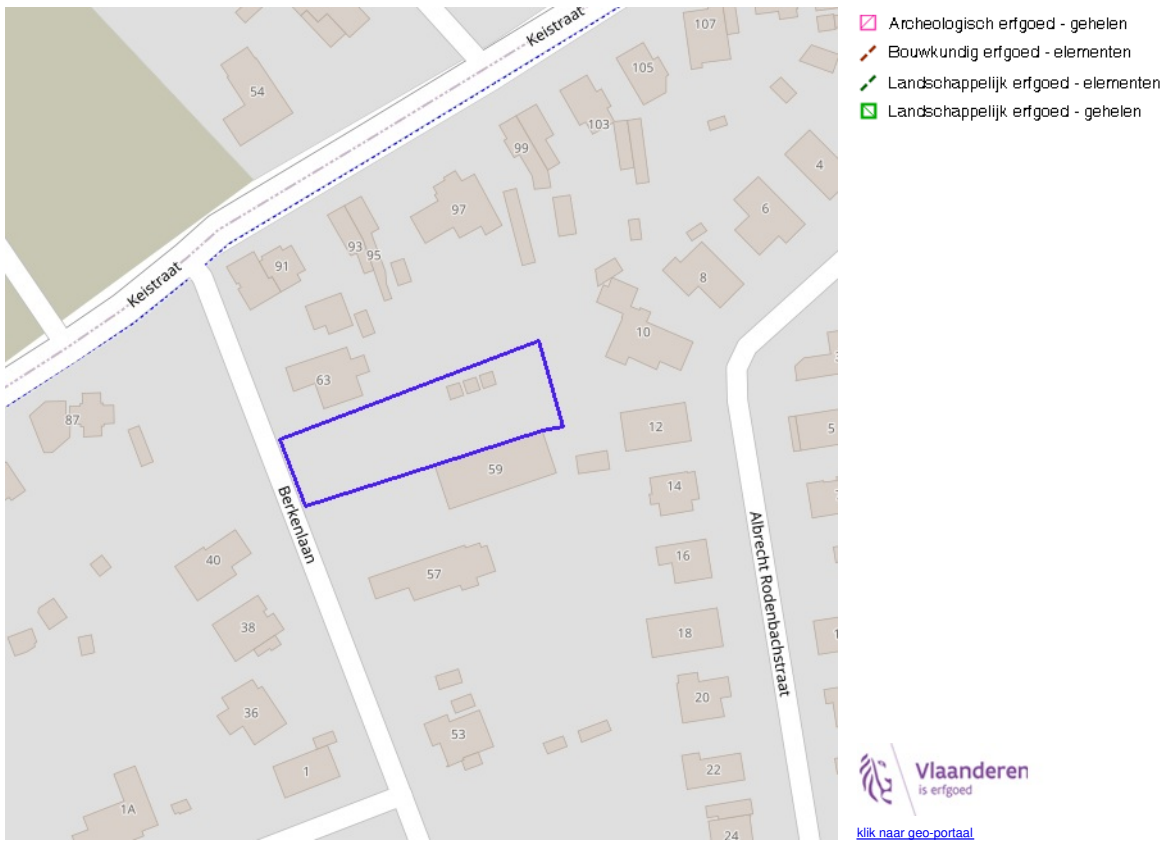 Keistraat
107
105
54
103
99
4
97
6
93
95
91
8
Keistraat
10
63
87
12
5
59
14
Berkenlaan
Albrecht Rodenbachstraat
40
16
57
38
18
1
20
36
53
1
22
1A
24
Archeologisch erfgoed - gehelen
Bouwkundig erfgoed - elementen
Landschappelijk erfgoed - elementen
Landschappelijk erfgoed - gehelen
Vlaanderen
is erfgoed
klik naar geo-portaal